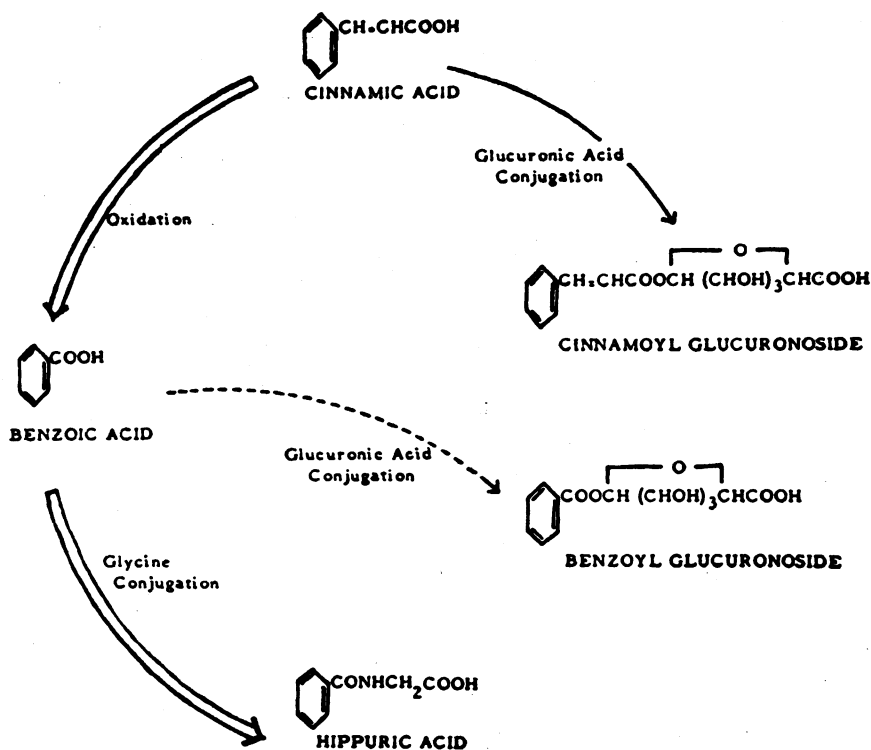 CH=CHCOOH
CINNAMIC ACID
Glucuronic Acid
Conjugation
Oxidation
O
CH=CHCOOCH (CHOH)3CHCOOH
CINNAMOYL GLUCURONOSIDE
COOH
BENZOIC ACID
Glucuronic Acid
Conjugation
O
COOCH (CHOH)3CHCOOH
BENZOYL GLUCURONOSIDE
Glycine
Conjugation
CONHCH2COOH
HIPPURIC ACID